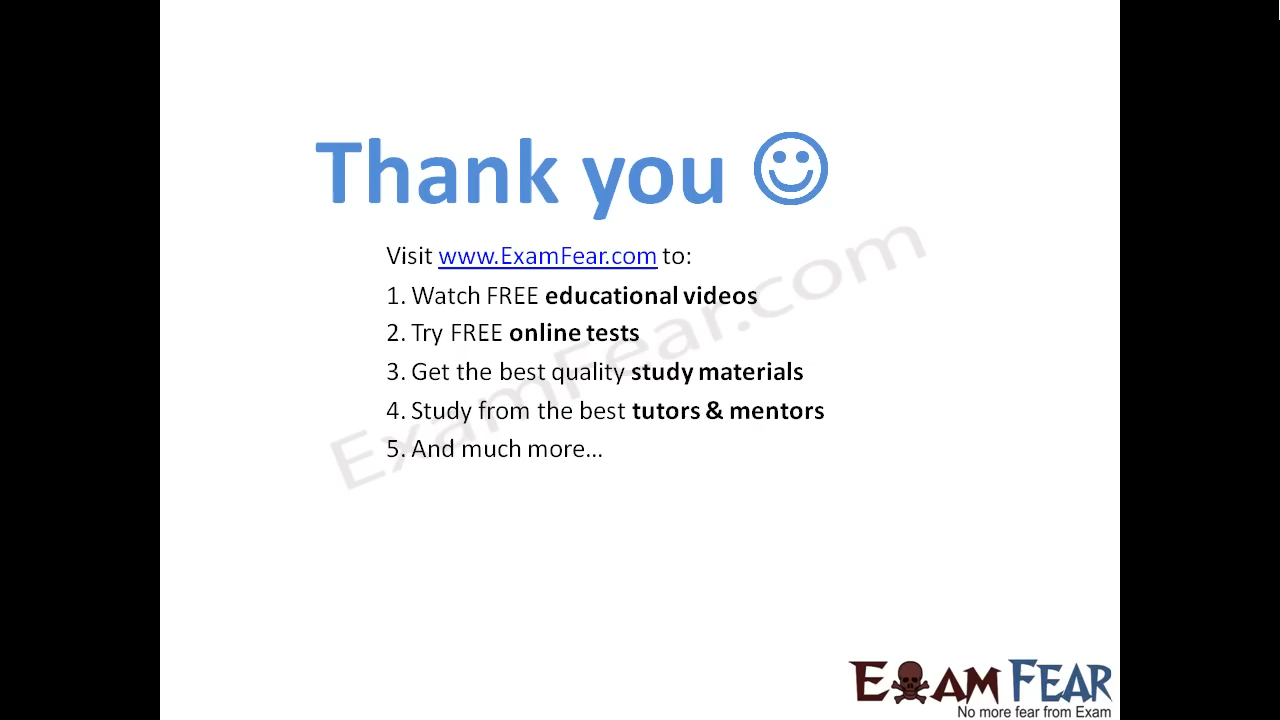 Thank you ☺
Visit www.ExamFear.com to:
1. Watch FREE educational videos
2. Try FREE online tests
3. Get the best quality study materials
4. Study from the best tutors & mentors
5. And much more…
ExamFear.com
EXAM FEAR
No more fear from Exam